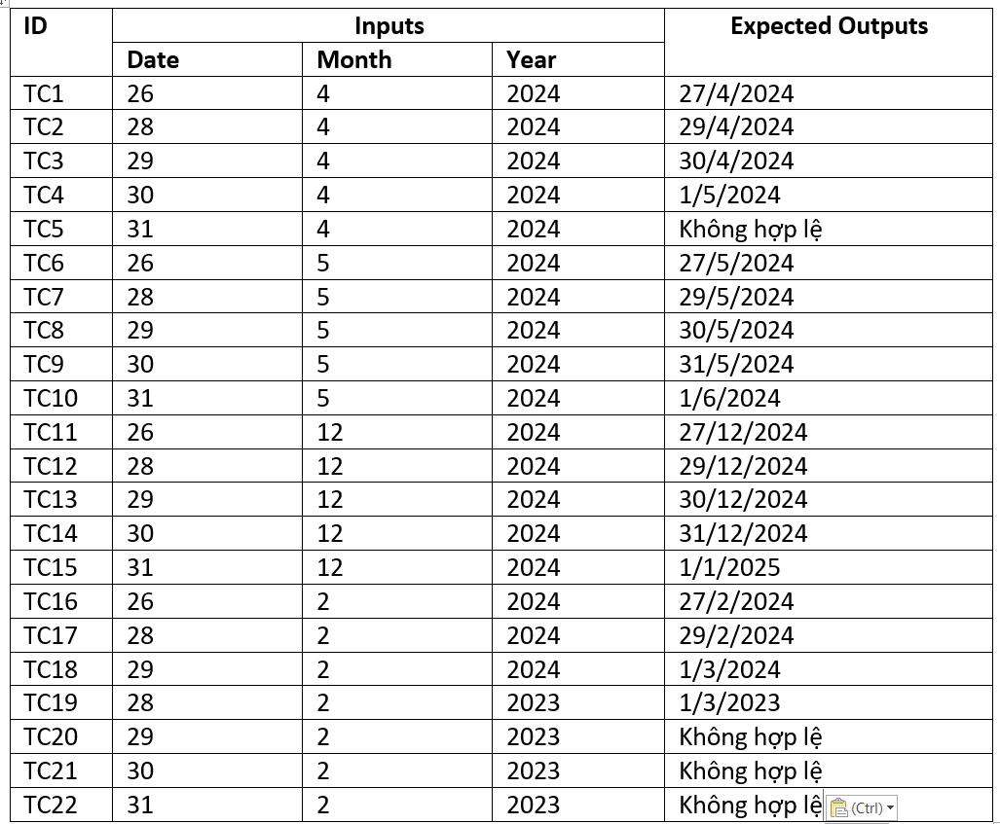 ID Inputs Expected Outputs
Date Month Year
TC1 26 4 2024 27/4/2024
TC2 28 4 2024 29/4/2024
TC3 29 4 2024 30/4/2024
TC4 30 4 2024 1/5/2024
TC5 31 4 2024 Không hợp lệ
TC6 26 5 2024 27/5/2024
TC7 28 5 2024 29/5/2024
TC8 29 5 2024 30/5/2024
TC9 30 5 2024 31/5/2024
TC10 31 5 2024 1/6/2024
TC11 26 12 2024 27/12/2024
TC12 28 12 2024 29/12/2024
TC13 29 12 2024 30/12/2024
TC14 30 12 2024 31/12/2024
TC15 31 12 2024 1/1/2025
TC16 26 2 2024 27/2/2024
TC17 28 2 2024 29/2/2024
TC18 29 2 2024 1/3/2024
TC19 28 2 2023 1/3/2023
TC20 29 2 2023 Không hợp lệ
TC21 30 2 2023 Không hợp lệ
TC22 31 2 2023 Không hợp lệ (Ctrl)